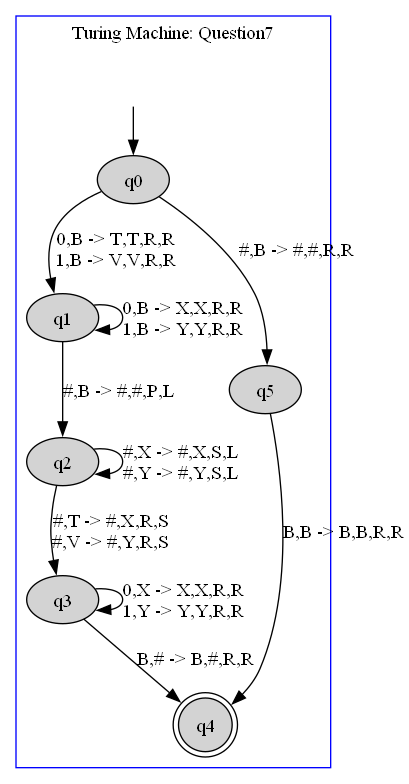 Turing Machine: Question7
q0
0,B -> T,T,R,R
1,B -> V,V,R,R
#,B -> #,#,R,R
q1
0,B -> X,X,R,R
1,B -> Y,Y,R,R
q5
#,B -> #,#,P,L
q2
#,X -> #,X,S,L
#,Y -> #,Y,S,L
#,T -> #,X,R,S
#,V -> #,Y,R,S
B,B -> B,B,R,R
q3
0,X -> X,X,R,R
1,Y -> Y,Y,R,R
B,# -> B,#,R,R
q4